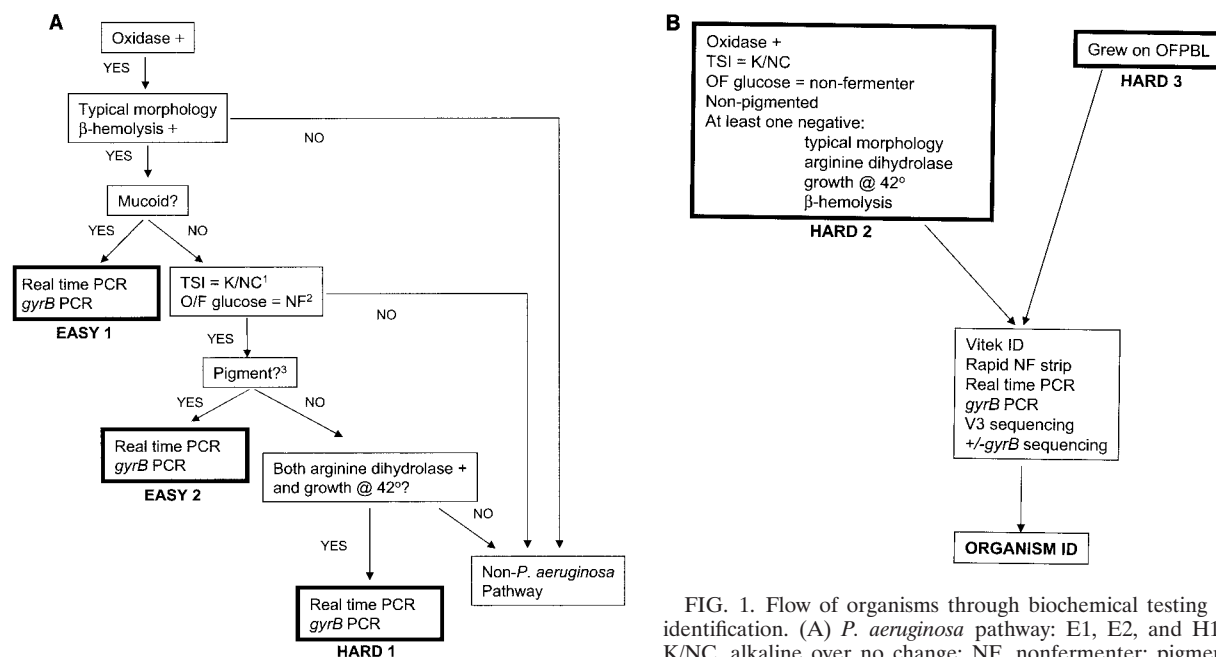 A
Oxidase +
YES
Typical morphology
β-hemolysis +
NO
YES
Mucoid?
YES
NO
Real time PCR
gyrB PCR
EASY 1
TSI = K/NC¹
O/F glucose = NF²
NO
YES
Pigment?³
YES
NO
Real time PCR
gyrB PCR
EASY 2
Both arginine dihydrolase +
and growth @ 42º?
NO
YES
Non-P. aeruginosa
Pathway
Real time PCR
gyrB PCR
HARD 1
B
Oxidase +
TSI = K/NC
OF glucose = non-fermenter
Non-pigmented
At least one negative:
typical morphology
arginine dihydrolase
growth @ 42º
β-hemolysis
HARD 2
Grew on OFPBL
HARD 3
Vitek ID
Rapid NF strip
Real time PCR
gyrB PCR
V3 sequencing
+/-gyrB sequencing
ORGANISM ID
FIG. 1. Flow of organisms through biochemical testing
identification. (A) P. aeruginosa pathway: E1, E2, and H1
K/NC, alkaline over no change; NF, nonfermenter; pigmen